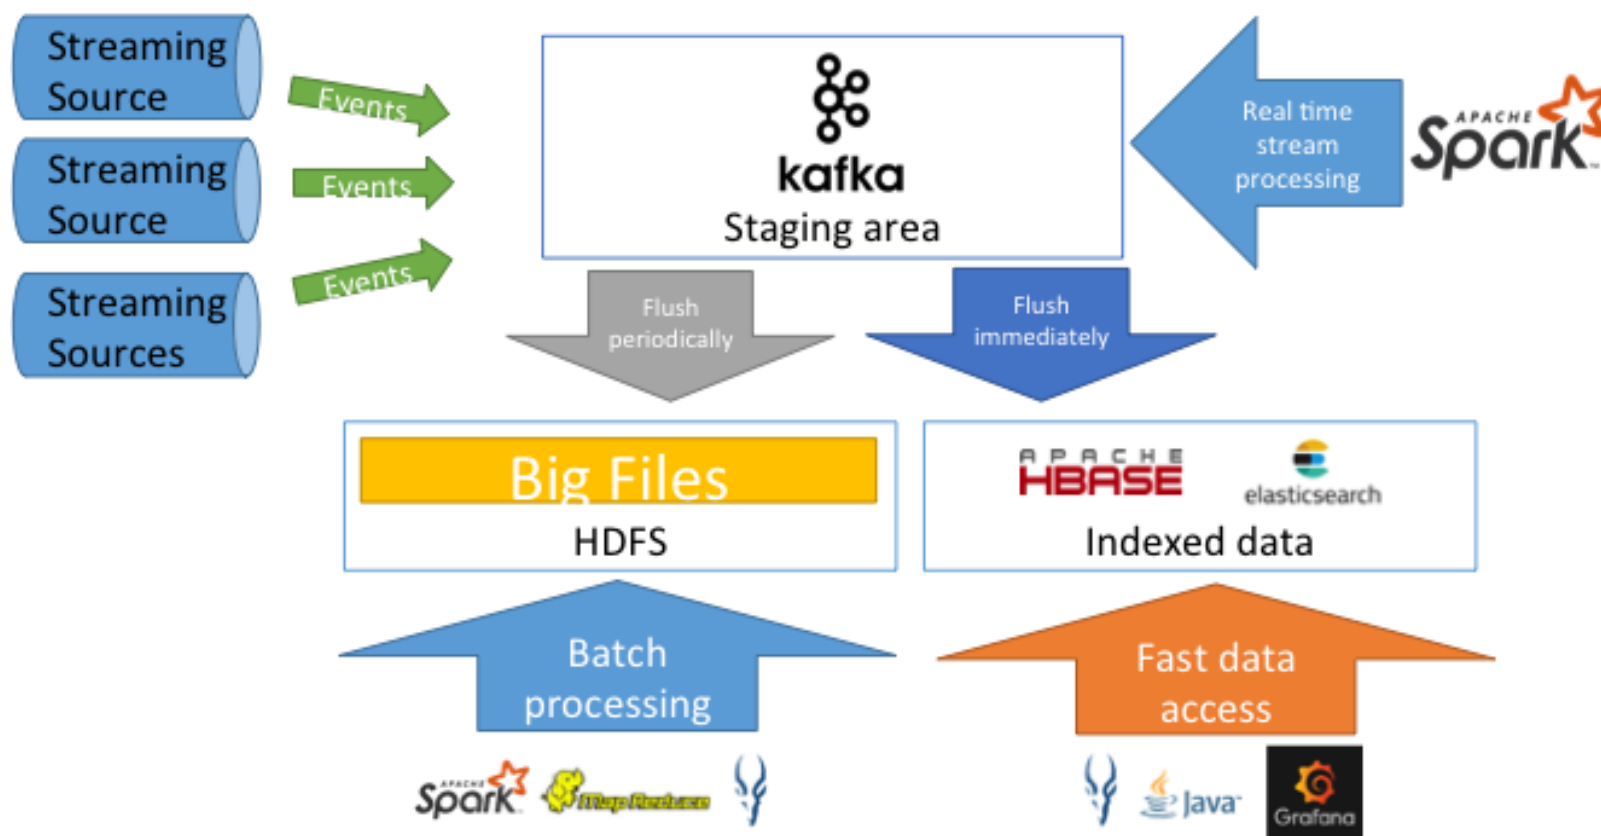 Streaming
Source
Streaming
Source
Streaming
Sources
Events
Events
Events
kafka
Staging area
Real time
stream
processing
APACHE
Spark
Flush
periodically
Flush
immediately
Big Files
HDFS
APACHE
HBASE
elasticsearch
Indexed data
Batch
processing
Fast data
access
APACHE
Spark
MapReduce
Java
Grafana